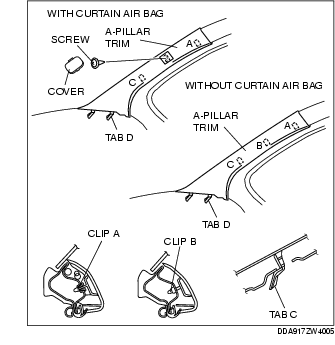 WITH CURTAIN AIR BAG
SCREW
A-PILLAR
TRIM
A
COVER
C
TAB D
WITHOUT CURTAIN AIR BAG
A-PILLAR
TRIM
A
B
C
TAB D
CLIP A
CLIP B
TAB C
DDA917ZW4005